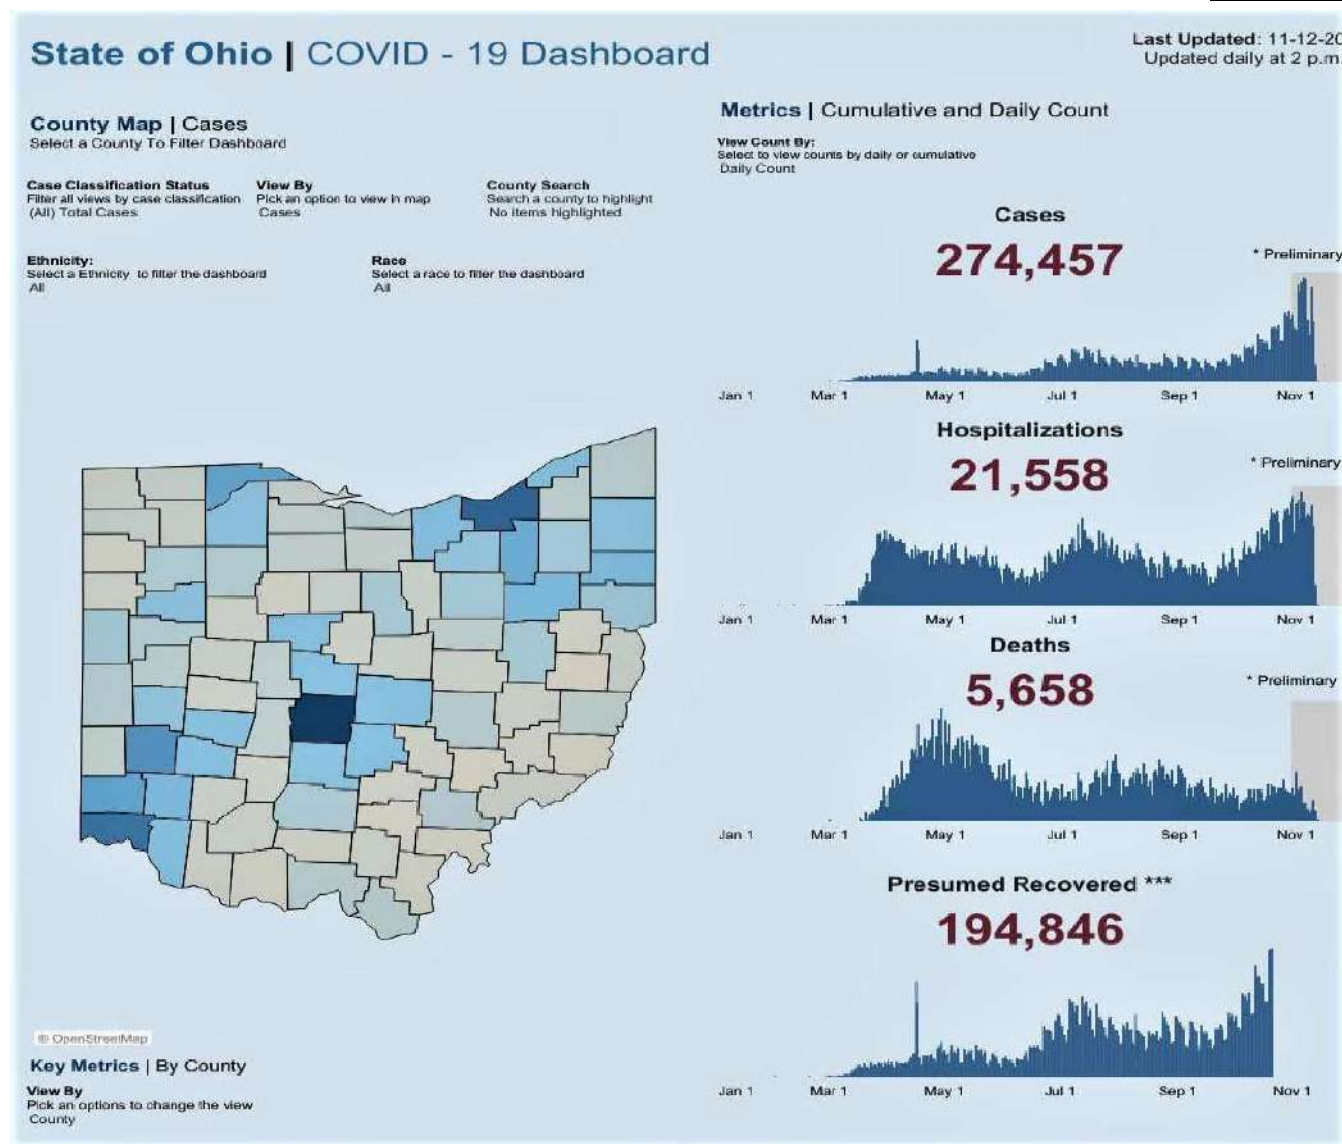 State of Ohio | COVID - 19 Dashboard
Last Updated: 11-12-20
Updated daily at 2 p.m.
County Map | Cases
Select a County To Filter Dashboard
Case Classification Status
Filter all views by case classification
(All) Total Cases
View By
Pick an option to view in map
Cases
County Search
Search a county to highlight
No items highlighted
Ethnicity:
Select a Ethnicity to filter the dashboard
All
Race
Select a race to filter the dashboard
All
© OpenStreetMap
Key Metrics | By County
View By
Pick an options to change the view
County
Metrics | Cumulative and Daily Count
View Count By:
Select to view counts by daily or cumulative
Daily Count
Cases
274,457
* Preliminary
Jan 1 Mar 1 May 1 Jul 1 Sep 1 Nov 1
Hospitalizations
21,558
* Preliminary
Jan 1 Mar 1 May 1 Jul 1 Sep 1 Nov 1
Deaths
5,658
* Preliminary
Jan 1 Mar 1 May 1 Jul 1 Sep 1 Nov 1
Presumed Recovered ***
194,846
Jan 1 Mar 1 May 1 Jul 1 Sep 1 Nov 1